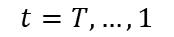 t = T, … , 1